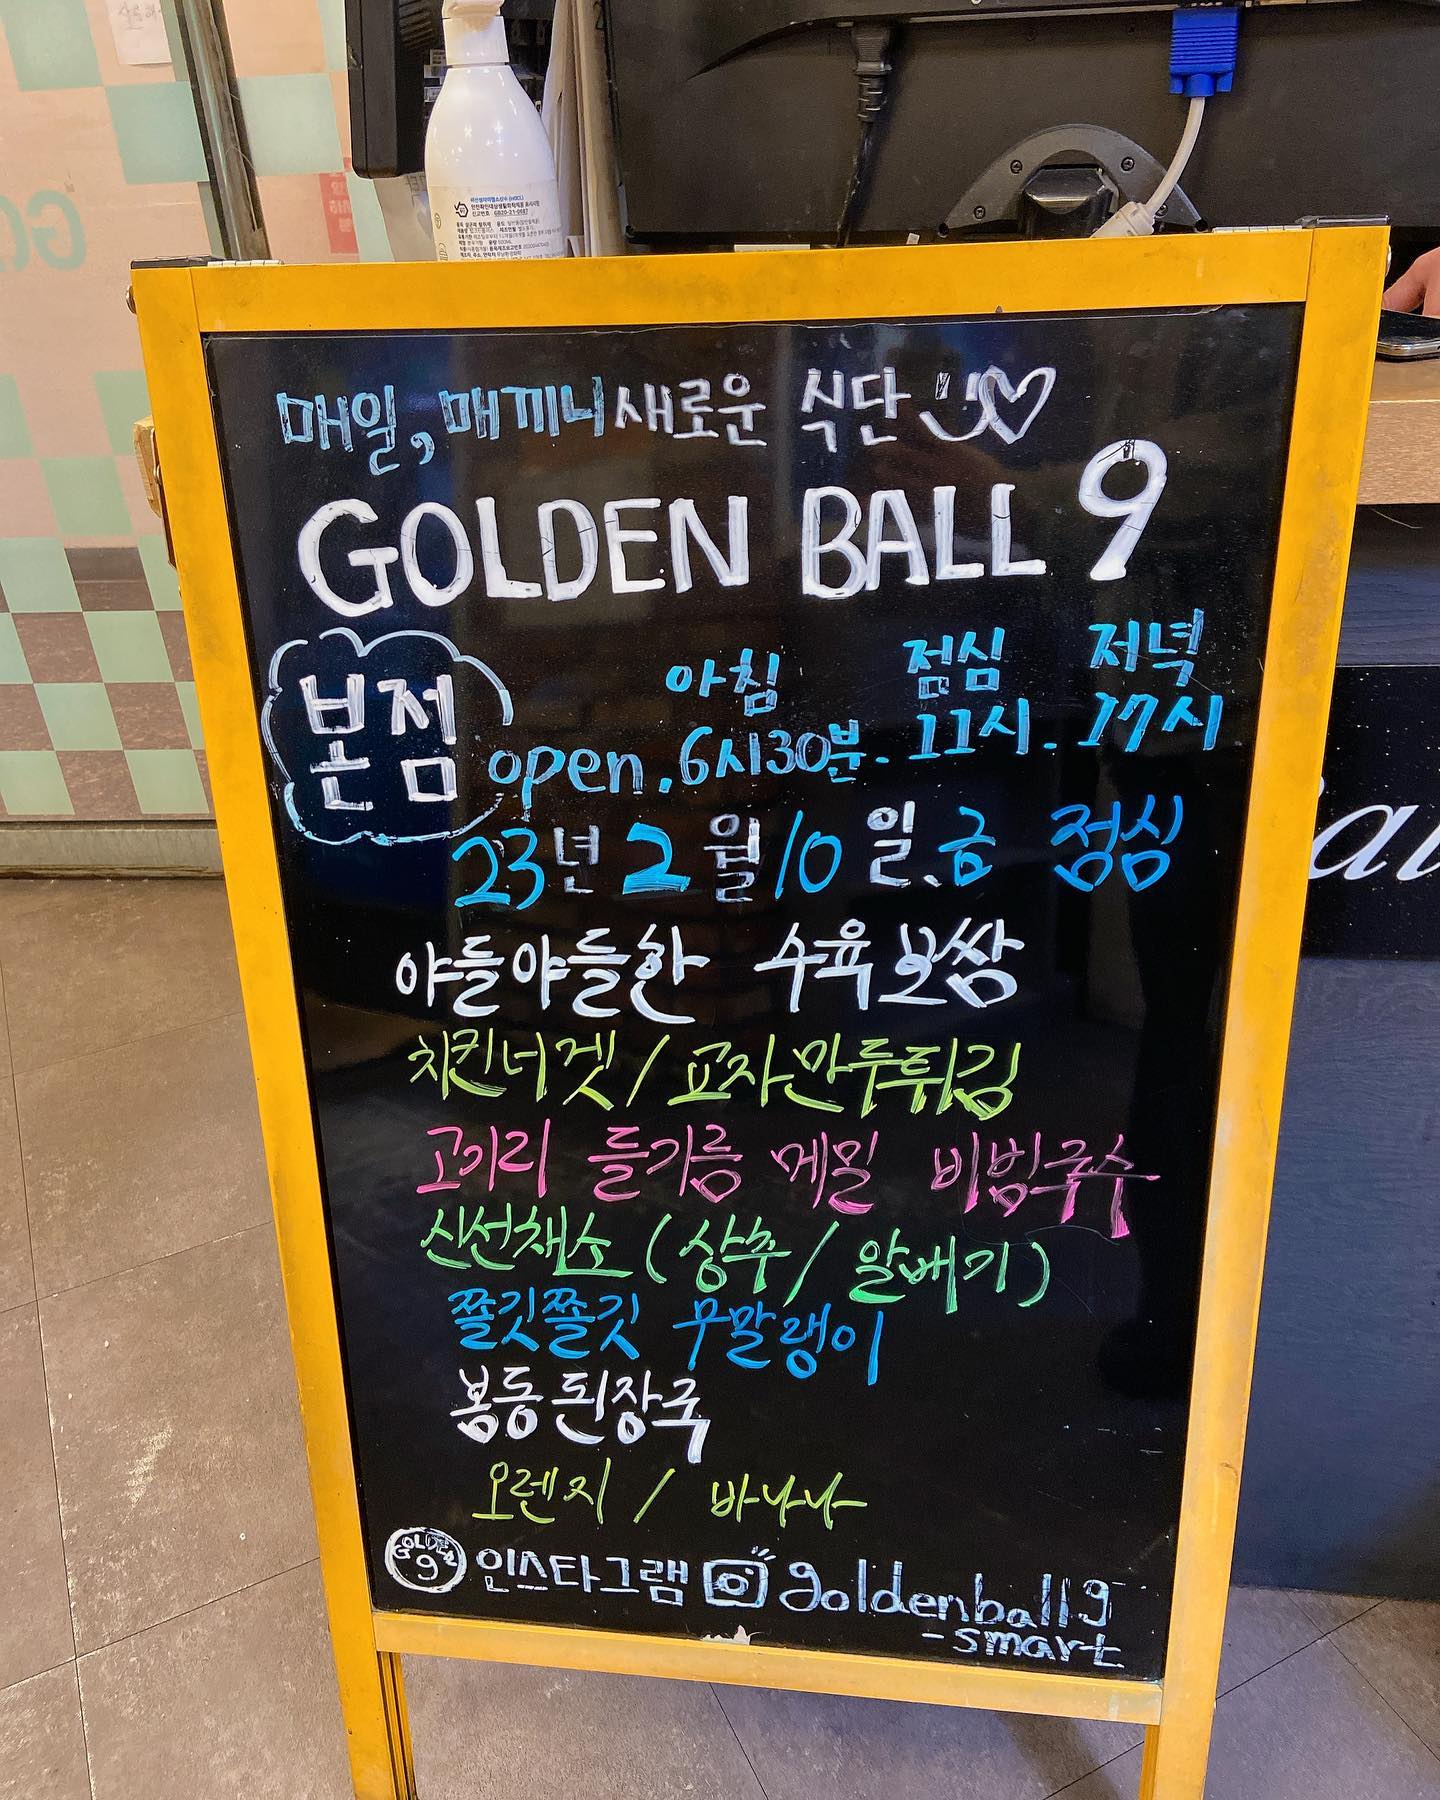 매일, 매끼니 새로운 식단
GOLDEN BALL 9
본점
아침 점심 저녁
open. 6시30분. 11시. 17시
23년 2월 10일.금 점심
야들야들한 수육보쌈
치킨너겟 / 교자만두튀김
고기리 들기름 메밀 비빔국수
신선채소 (상추 / 알배기)
쫄깃쫄깃 무말랭이
봄동된장국
오렌지 / 바나나
GOLDEN 9 인스타그램 goldenball9
-smart